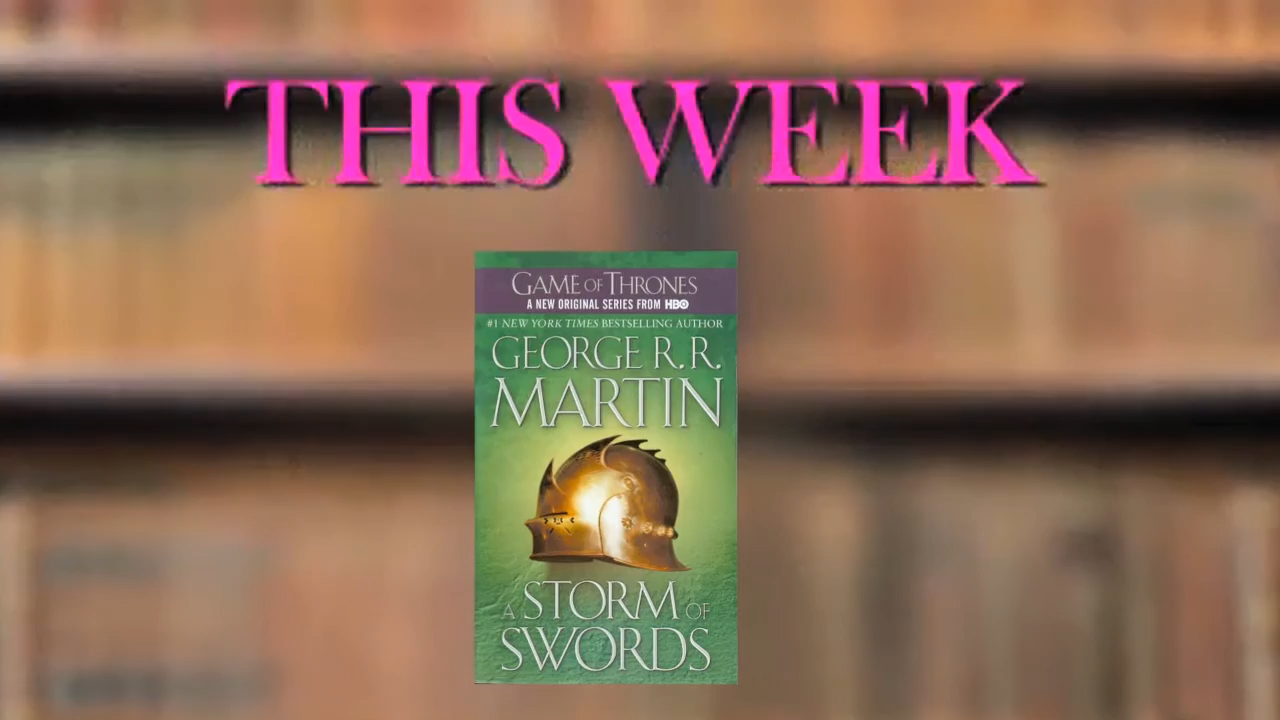 THIS WEEK
GAME OF THRONES
A NEW ORIGINAL SERIES FROM HBO
#1 NEW YORK TIMES BESTSELLING AUTHOR
GEORGE R. R.
MARTIN
A STORM OF
SWORDS